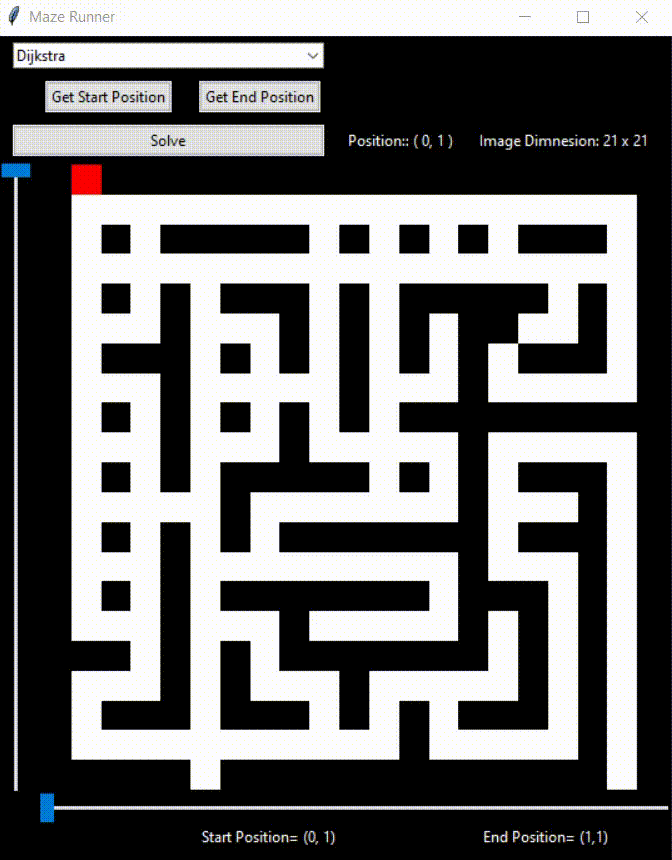 Maze Runner
Dijkstra
Get Start Position Get End Position
Solve Position:: ( 0, 1 ) Image Dimnesion: 21 x 21
Start Position= (0, 1) End Position= (1,1)